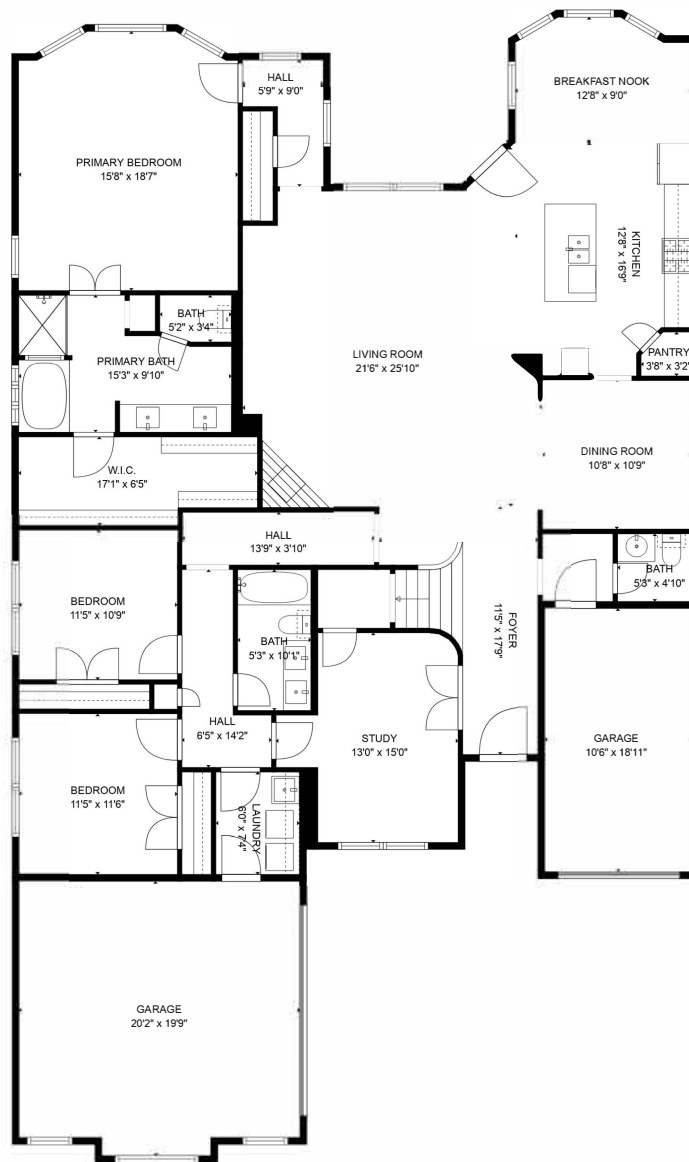 HALL
5'9" x 9'0"
BREAKFAST NOOK
12'8" x 9'0"
PRIMARY BEDROOM
15'8" x 18'7"
KITCHEN
12'8" x 16'9"
BATH
5'2" x 3'4"
PRIMARY BATH
15'3" x 9'10"
LIVING ROOM
21'6" x 25'10"
PANTRY
3'8" x 3'2"
W.I.C.
17'1" x 6'5"
DINING ROOM
10'8" x 10'9"
HALL
13'9" x 3'10"
BATH
5'3" x 4'10"
BEDROOM
11'5" x 10'9"
BATH
5'3" x 10'1"
FOYER
11'5" x 17'9"
HALL
6'5" x 14'2"
STUDY
13'0" x 15'0"
GARAGE
10'6" x 18'11"
BEDROOM
11'5" x 11'6"
LAUNDRY
6'0" x 7'4"
GARAGE
20'2" x 19'9"